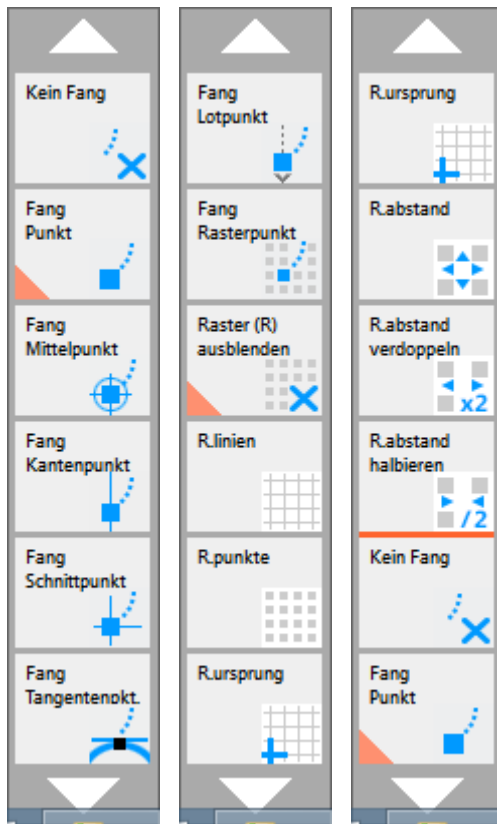 Kein Fang
Fang
Punkt
Fang
Mittelpunkt
Fang
Kantenpunkt
Fang
Schnittpunkt
Fang
Tangentenpkt.
Fang
Lotpunkt
Fang
Rasterpunkt
Raster (R)
ausblenden
R.linien
R.punkte
R.ursprung
R.ursprung
R.abstand
R.abstand
verdoppeln
x2
R.abstand
halbieren
/2
Kein Fang
Fang
Punkt